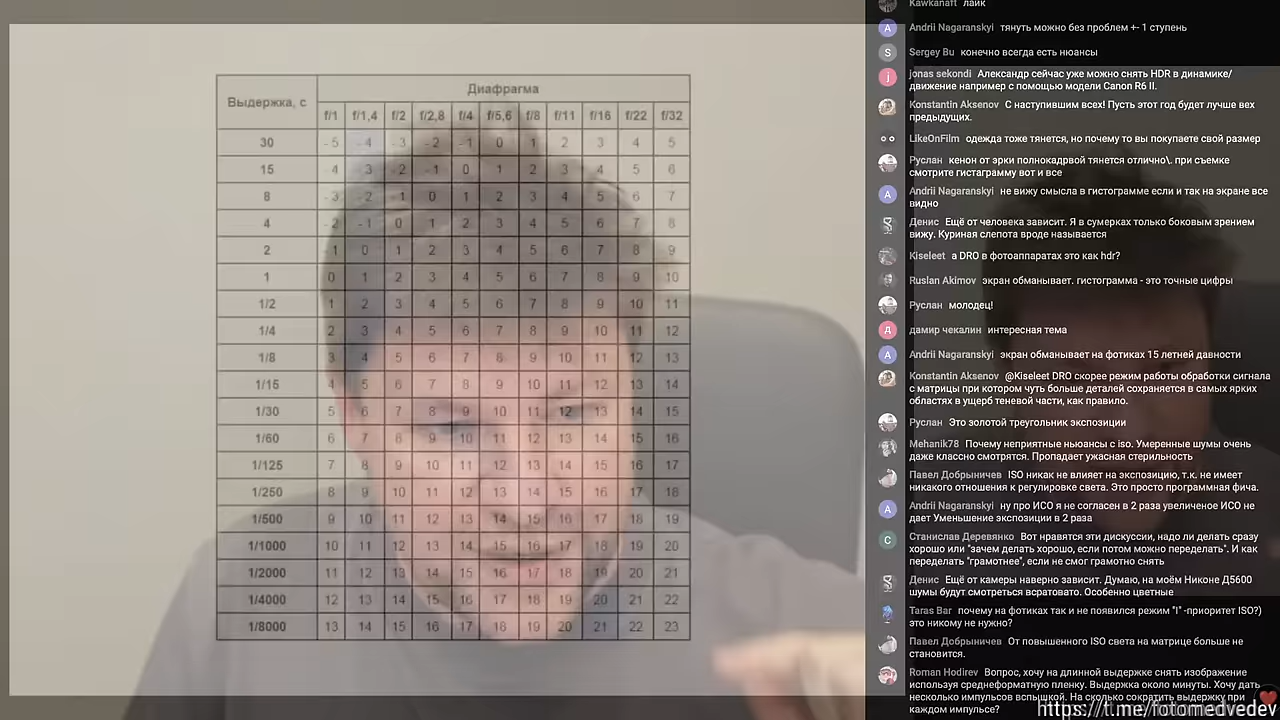 Выдержка, с
Диафрагма
f/1 f/1,4 f/2 f/2,8 f/4 f/5,6 f/8 f/11 f/16 f/22 f/32
30 -5 -4 -3 -2 -1 0 1 2 3 4 5
15 -4 -3 -2 -1 0 1 2 3 4 5 6
8 -3 -2 -1 0 1 2 3 4 5 6 7
4 -2 -1 0 1 2 3 4 5 6 7 8
2 -1 0 1 2 3 4 5 6 7 8 9
1 0 1 2 3 4 5 6 7 8 9 10
1/2 1 2 3 4 5 6 7 8 9 10 11
1/4 2 3 4 5 6 7 8 9 10 11 12
1/8 3 4 5 6 7 8 9 10 11 12 13
1/15 4 5 6 7 8 9 10 11 12 13 14
1/30 5 6 7 8 9 10 11 12 13 14 15
1/60 6 7 8 9 10 11 12 13 14 15 16
1/125 7 8 9 10 11 12 13 14 15 16 17
1/250 8 9 10 11 12 13 14 15 16 17 18
1/500 9 10 11 12 13 14 15 16 17 18 19
1/1000 10 11 12 13 14 15 16 17 18 19 20
1/2000 11 12 13 14 15 16 17 18 19 20 21
1/4000 12 13 14 15 16 17 18 19 20 21 22
1/8000 13 14 15 16 17 18 19 20 21 22 23
Kawkanaft лайк
Andrii Nagaranskyi тянуть можно без проблем +- 1 ступень
Sergey Bu конечно всегда есть нюансы
jonas sekondi Александр сейчас уже можно снять HDR в динамике/
движение например с помощью модели Canon R6 II.
Konstantin Aksenov С наступившим всех! Пусть этот год будет лучше вех
предыдущих.
LikeOnFilm одежда тоже тянется, но почему то вы покупаете свой размер
Руслан кенон от эрки полнокадрвой тянется отлично\. при съемке
смотрите гистаграмму вот и все
Andrii Nagaranskyi не вижу смысла в гистограмме если и так на экране все
видно
Денис Ещё от человека зависит. Я в сумерках только боковым зрением
вижу. Куриная слепота вроде называется
Kiseleet а DRO в фотоаппаратах это как hdr?
Ruslan Akimov экран обманывает. гистограмма - это точные цифры
Руслан молодец!
дамир чекалин интересная тема
Andrii Nagaranskyi экран обманывает на фотиках 15 летней давности
Konstantin Aksenov @Kiseleet DRO скорее режим работы обработки сигнала
с матрицы при котором чуть больше деталей сохраняется в самых ярких
областях в ущерб теневой части, как правило.
Руслан Это золотой треугольник экспозиции
Mehanik78 Почему неприятные ньюансы с iso. Умеренные шумы очень
даже классно смотрятся. Пропадает ужасная стерильность
Павел Добрыничев ISO никак не влияет на экспозицию, т.к. не имеет
никакого отношения к регулировке света. Это просто программная фича.
Andrii Nagaranskyi ну про ИСО я не согласен в 2 раза увеличеное ИСО не
дает Уменьшение экспозиции в 2 раза
Станислав Деревянко Вот нравятся эти дискуссии, надо ли делать сразу
хорошо или "зачем делать хорошо, если потом можно переделать". И как
переделать "грамотнее", если не смог грамотно снять
Денис Ещё от камеры наверно зависит. Думаю, на моём Никоне Д5600
шумы будут смотеться всратовато. Особенно цветные
Taras Bar почему на фотиках так и не появился режим "I" -приоритет ISO?)
это никому не нужно?
Павел Добрыничев От повышенного ISO света на матрице больше не
становится.
Roman Hodirev Вопрос, хочу на длинной выдержке снять изображение
используя среднеформатную пленку. Выдержка около минуты. Хочу дать
несколько импульсов вспышкой. На сколько сократить выдержку при
каждом импульсе?
https://t.me/fotomedvedev